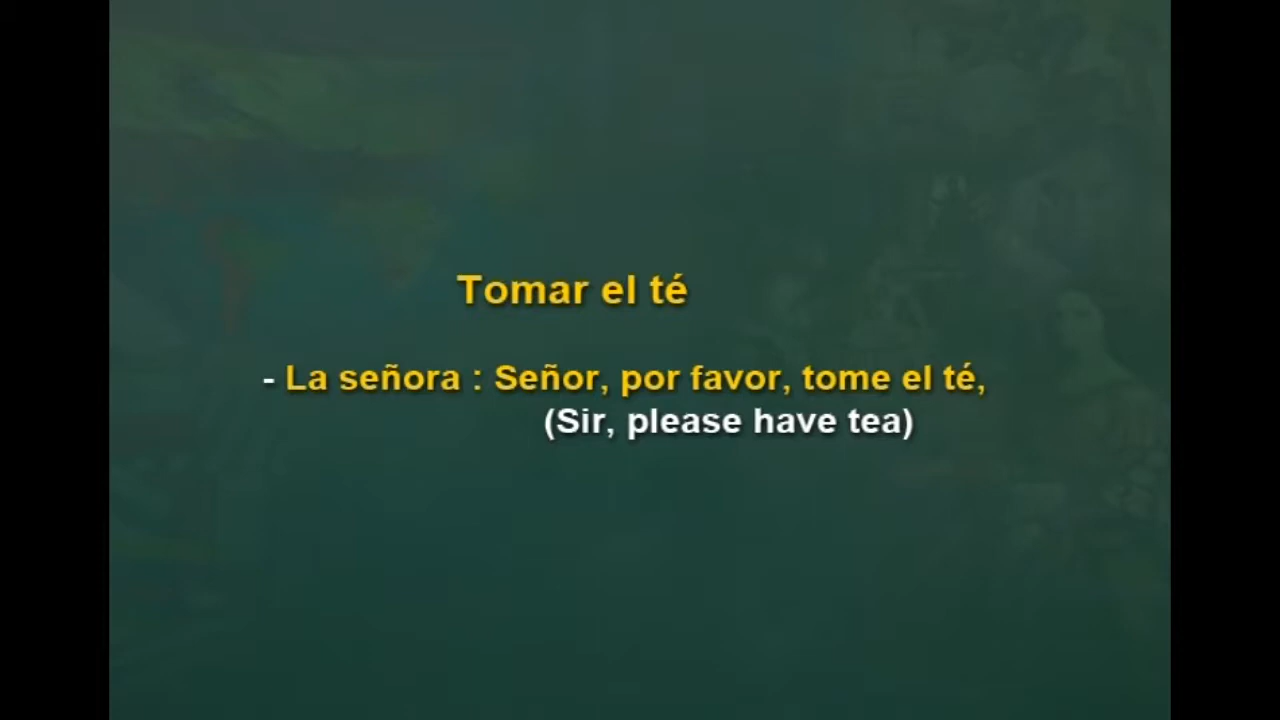 Tomar el té
- La señora : Señor, por favor, tome el té,
(Sir, please have tea)